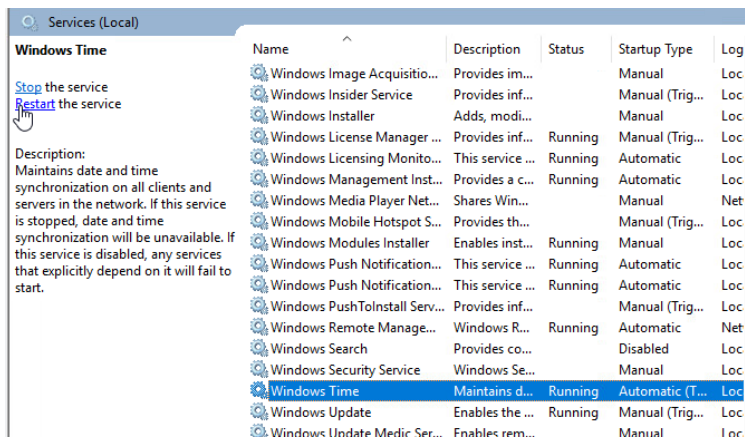 Services (Local)
Windows Time
Stop the service
Restart the service
Description:
Maintains date and time
synchronization on all clients and
servers in the network. If this service
is stopped, date and time
synchronization will be unavailable. If
this service is disabled, any services
that explicitly depend on it will fail to
start.
Name Description Status Startup Type Log
Windows Image Acquisitio... Provides im... Manual Loc
Windows Insider Service Provides inf... Manual (Trig... Loc
Windows Installer Adds, modi... Manual Loc
Windows License Manager ... Provides inf... Running Manual (Trig... Loc
Windows Licensing Monito... This service ... Running Automatic Loc
Windows Management Inst... Provides a c... Running Automatic Loc
Windows Media Player Net... Shares Win... Manual Net
Windows Mobile Hotspot S... Provides th... Manual (Trig... Loc
Windows Modules Installer Enables inst... Running Manual Loc
Windows Push Notification... This service ... Running Automatic Loc
Windows Push Notification... This service ... Running Automatic Loc
Windows PushToInstall Serv... Provides inf... Manual (Trig... Loc
Windows Remote Manage... Windows R... Running Automatic Net
Windows Search Provides co... Disabled Loc
Windows Security Service Windows Se... Manual Loc
Windows Time Maintains d... Running Automatic (T... Loc
Windows Update Enables the ... Running Manual (Trig... Loc
Windows Update Medic Ser... Enables rem... Manual Loc